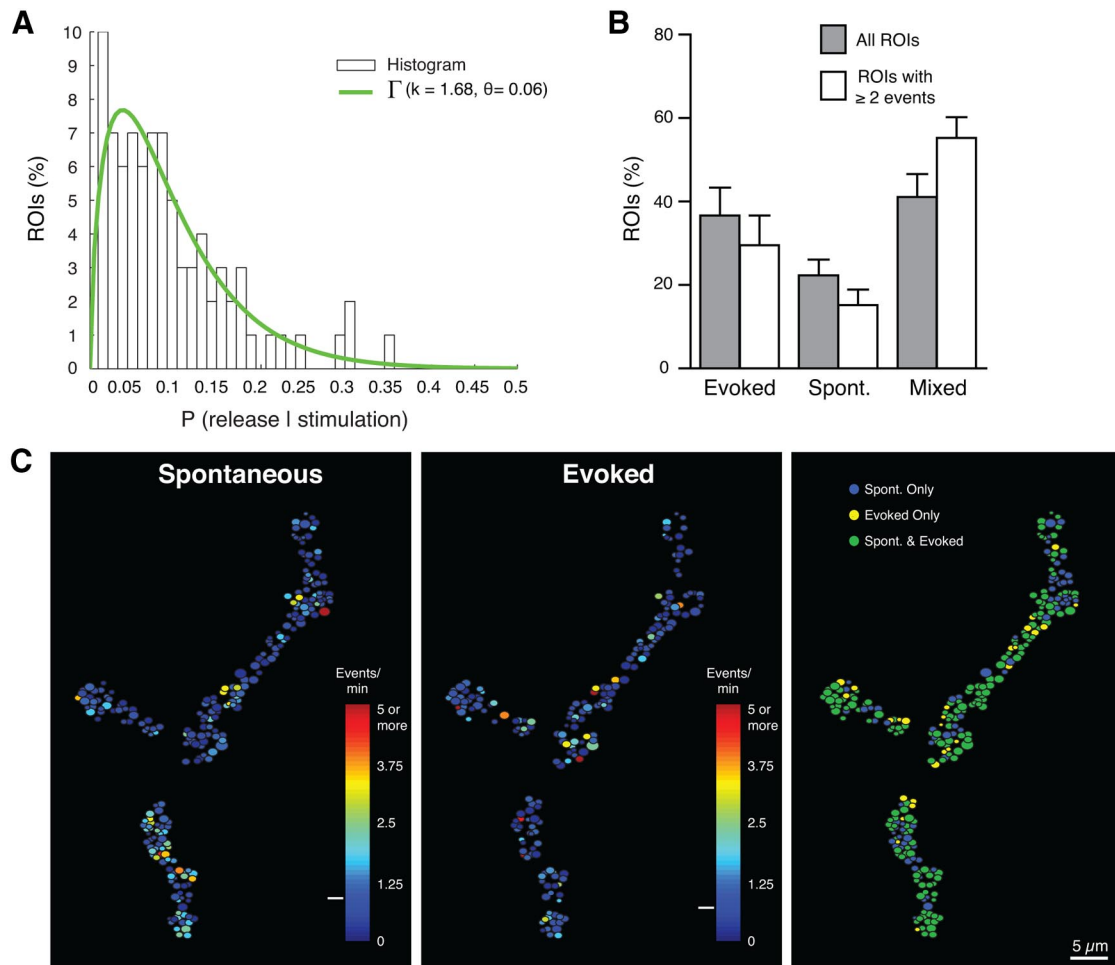 A
10
9
8
7
6
5
4
3
2
1
0
ROIs (%)
Histogram
Γ (k = 1.68, θ= 0.06)
0 0.05 0.1 0.15 0.2 0.25 0.3 0.35 0.4 0.45 0.5
P (release | stimulation)
B
80
60
40
20
0
ROIs (%)
All ROIs
ROIs with
≥ 2 events
Evoked Spont. Mixed
C
Spontaneous
Events/
min
5 or
more
3.75
2.5
1.25
0
Evoked
Events/
min
5 or
more
3.75
2.5
1.25
0
Spont. Only
Evoked Only
Spont. & Evoked
5 µm